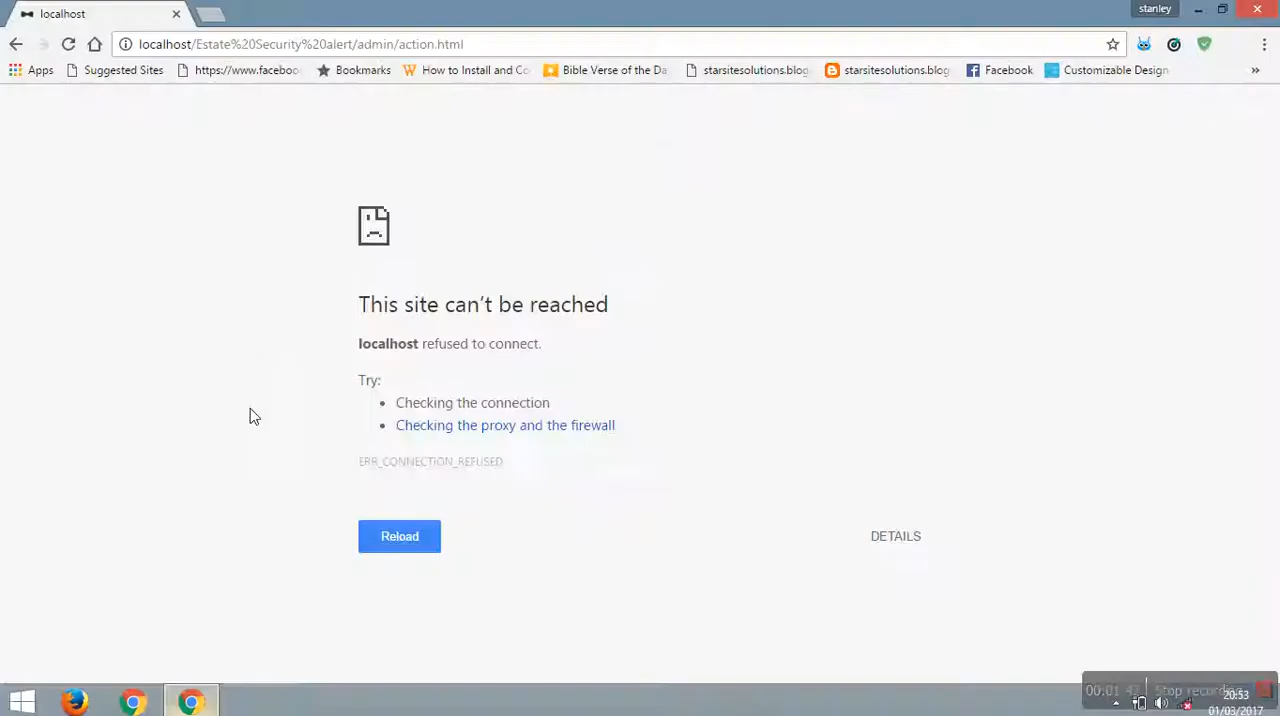 localhost
stanley
localhost/Estate%20Security%20alert/admin/action.html
Apps
Suggested Sites
https://www.faceboo
Bookmarks
How to Install and Co
Bible Verse of the Da
starsitesolutions.blog
starsitesolutions.blog
Facebook
Customizable Design
»
This site can't be reached
localhost refused to connect.
Try:
• Checking the connection
• Checking the proxy and the firewall
ERR_CONNECTION_REFUSED
Reload
DETAILS
Stop recording
20:53
01/03/2017